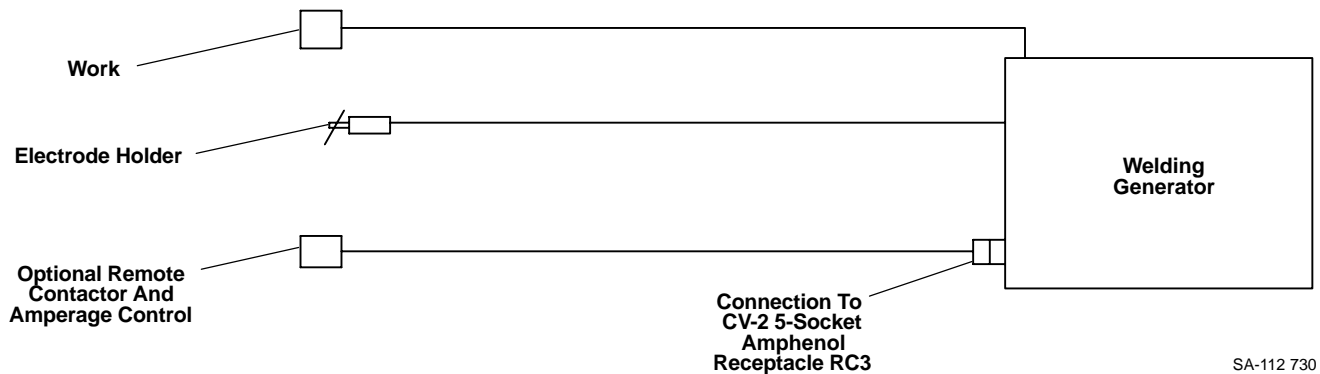 Work
Electrode Holder
Welding
Generator
Optional Remote
Contactor And
Amperage Control
Connection To
CV-2 5-Socket
Amphenol
Receptacle RC3
SA-112 730